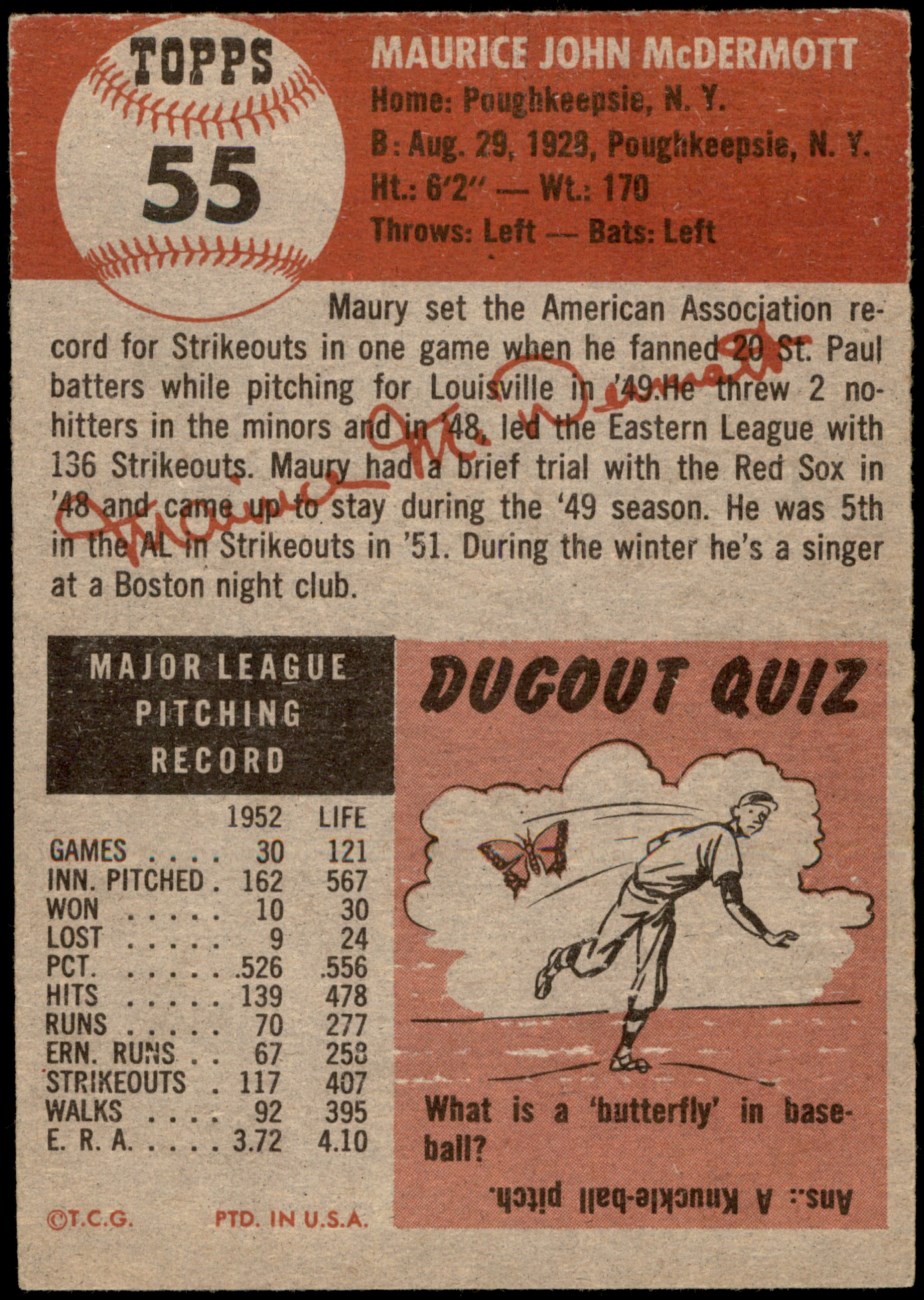 TOPPS
55
MAURICE JOHN McDERMOTT
Home: Poughkeepsie, N. Y.
B: Aug. 29, 1928, Poughkeepsie, N. Y.
Ht.: 6'2" — Wt.: 170
Throws: Left — Bats: Left
Maury set the American Association re-
cord for Strikeouts in one game when he fanned 20 St. Paul
batters while pitching for Louisville in '49.He threw 2 no-
hitters in the minors and in '48, led the Eastern League with
136 Strikeouts. Maury had a brief trial with the Red Sox in
'48 and came up to stay during the '49 season. He was 5th
in the AL in Strikeouts in '51. During the winter he's a singer
at a Boston night club.
Maurice M. Dermott
MAJOR LEAGUE
PITCHING
RECORD
1952 LIFE
GAMES . . . . 30 121
INN. PITCHED . 162 567
WON . . . . . 10 30
LOST . . . . . 9 24
PCT. . . . . . .526 .556
HITS . . . . . 139 478
RUNS . . . . . 70 277
ERN. RUNS . . 67 258
STRIKEOUTS . 117 407
WALKS . . . . 92 395
E. R. A. . . . . 3.72 4.10
©T.C.G. PTD. IN U.S.A.
DUGOUT QUIZ
What is a 'butterfly' in base-
ball?
Ans.: A Knuckle-ball pitch.